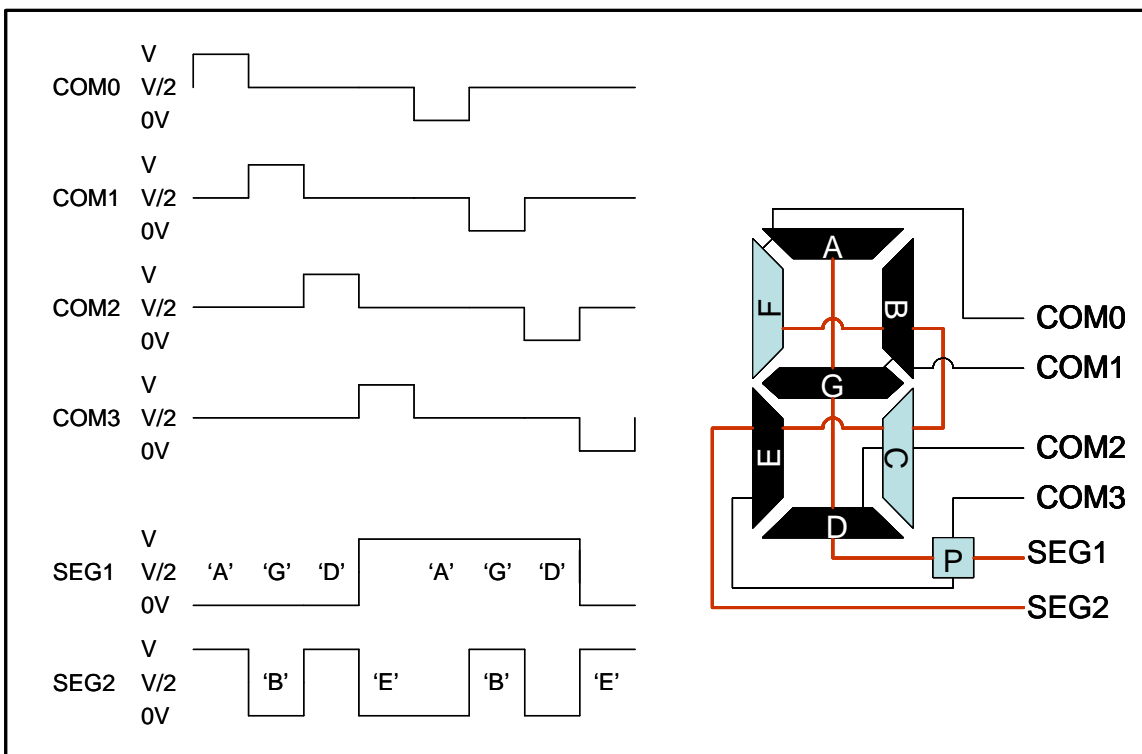 V
COM0 V/2
0V
V
COM1 V/2
0V
V
COM2 V/2
0V
V
COM3 V/2
0V
V
SEG1 V/2 ‘A’ ‘G’ ‘D’ ‘A’ ‘G’ ‘D’
0V
V
SEG2 V/2 ‘B’ ‘E’ ‘B’ ‘E’
0V
A
F B
G
E C
D
P
COM0
COM1
COM2
COM3
SEG1
SEG2